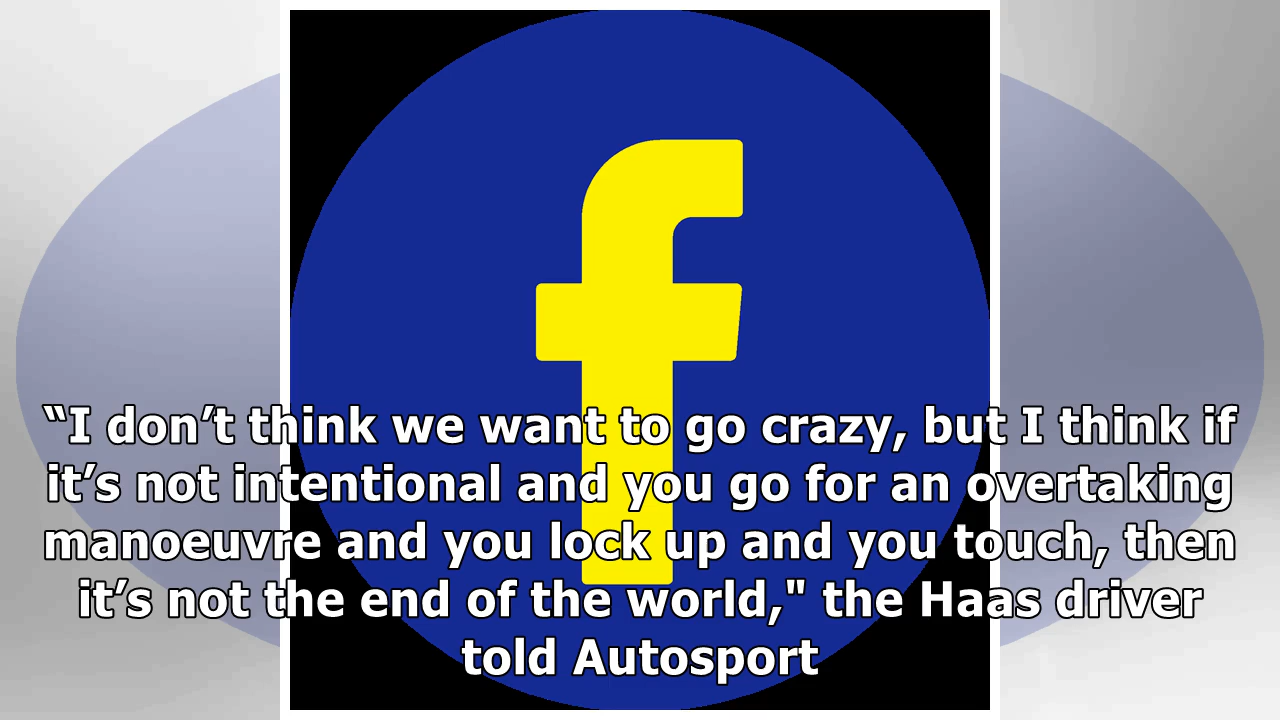 “I don’t think we want to go crazy, but I think if
it’s not intentional and you go for an overtaking
manoeuvre and you lock up and you touch, then
it’s not the end of the world," the Haas driver
told Autosport